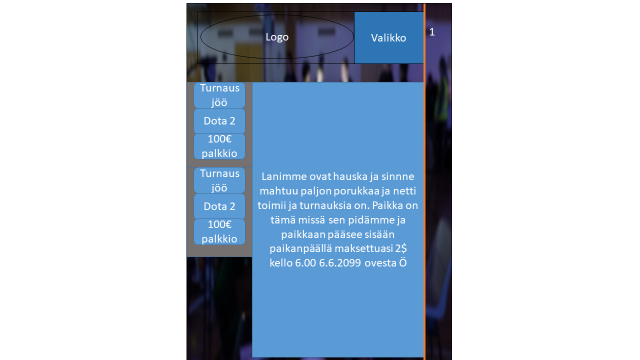 Logo
Valikko
1
Turnaus
jöö
Dota 2
100€
palkkio
Turnaus
jöö
Dota 2
100€
palkkio
Lanimme ovat hauska ja sinnne
mahtuu paljon porukkaa ja netti
toimii ja turnauksia on. Paikka on
tämä missä sen pidämme ja
paikkaan pääsee sisään
paikanpäällä maksettuasi 2$
kello 6.00 6.6.2099 ovesta Ö